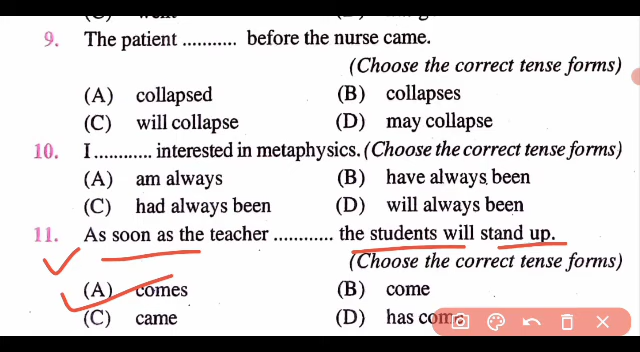 (C) went
9. The patient ........... before the nurse came.
(Choose the correct tense forms)
(A) collapsed (B) collapses
(C) will collapse (D) may collapse
10. I............ interested in metaphysics. (Choose the correct tense forms)
(A) am always (B) have always been
(C) had always been (D) will always been
11. As soon as the teacher ............ the students will stand up.
(Choose the correct tense forms)
(A) comes (B) come
(C) came (D) has